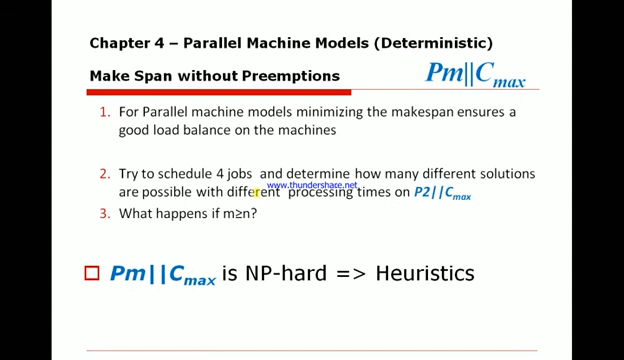 Chapter 4 – Parallel Machine Models (Deterministic)
Make Span without Preemptions
Pm||Cmax
1. For Parallel machine models minimizing the makespan ensures a
good load balance on the machines
2. Try to schedule 4 jobs and determine how many different solutions
www.thundershare.net
are possible with different processing times on P2||Cmax
3. What happens if m≥n?
Pm||Cmax is NP-hard => Heuristics